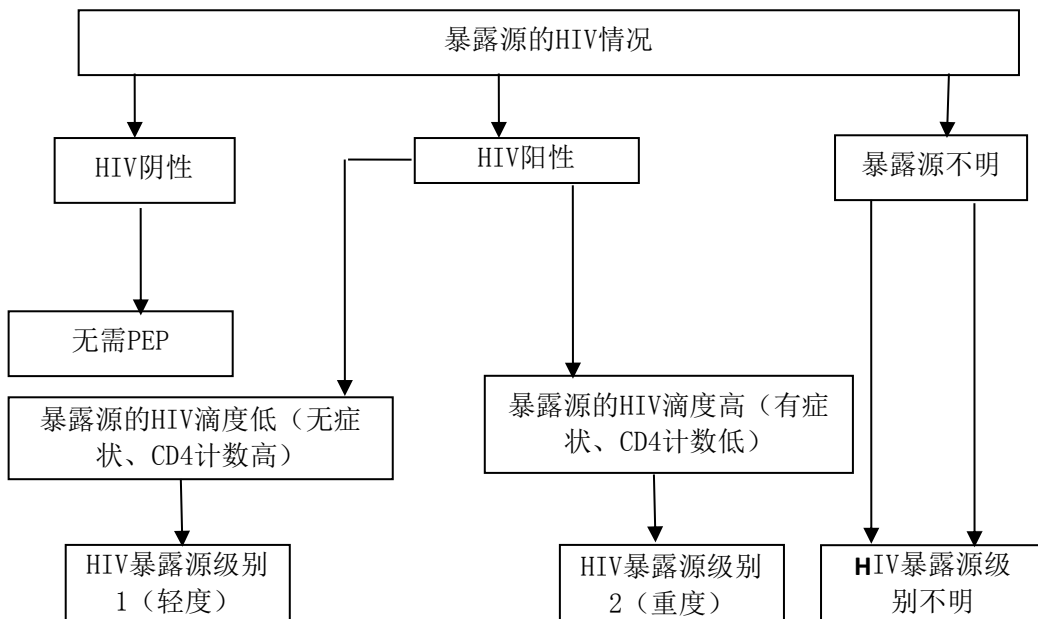 暴露源的HIV情况
HIV阴性
HIV阳性
暴露源不明
无需PEP
暴露源的HIV滴度低（无症
状、CD4计数高）
暴露源的HIV滴度高（有症
状、CD4计数低）
HIV暴露源级别
1（轻度）
HIV暴露源级别
2（重度）
HIV暴露源级
别不明